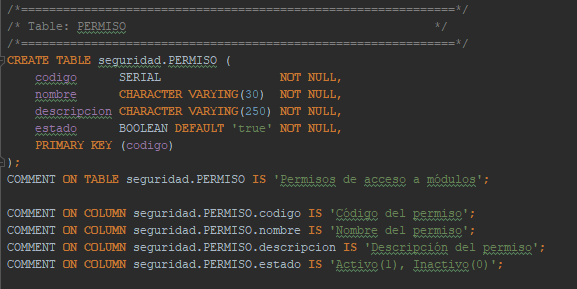 /*==============================================================*/
/* Table: PERMISO                                            */
/*==============================================================*/
CREATE TABLE seguridad.PERMISO (
    codigo      SERIAL                 NOT NULL,
    nombre      CHARACTER VARYING(30)  NOT NULL,
    descripcion CHARACTER VARYING(250) NOT NULL,
    estado      BOOLEAN DEFAULT 'true' NOT NULL,
    PRIMARY KEY (codigo)
);
COMMENT ON TABLE seguridad.PERMISO IS 'Permisos de acceso a módulos';
COMMENT ON COLUMN seguridad.PERMISO.codigo IS 'Código del permiso';
COMMENT ON COLUMN seguridad.PERMISO.nombre IS 'Nombre del permiso';
COMMENT ON COLUMN seguridad.PERMISO.descripcion IS 'Descripción del permiso';
COMMENT ON COLUMN seguridad.PERMISO.estado IS 'Activo(1), Inactivo(0)';